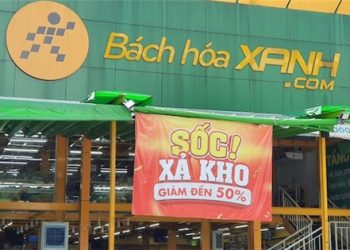 Bách hóa XANH
.COM
SỐC!
XẢ KHO
GIẢM ĐẾN 50%